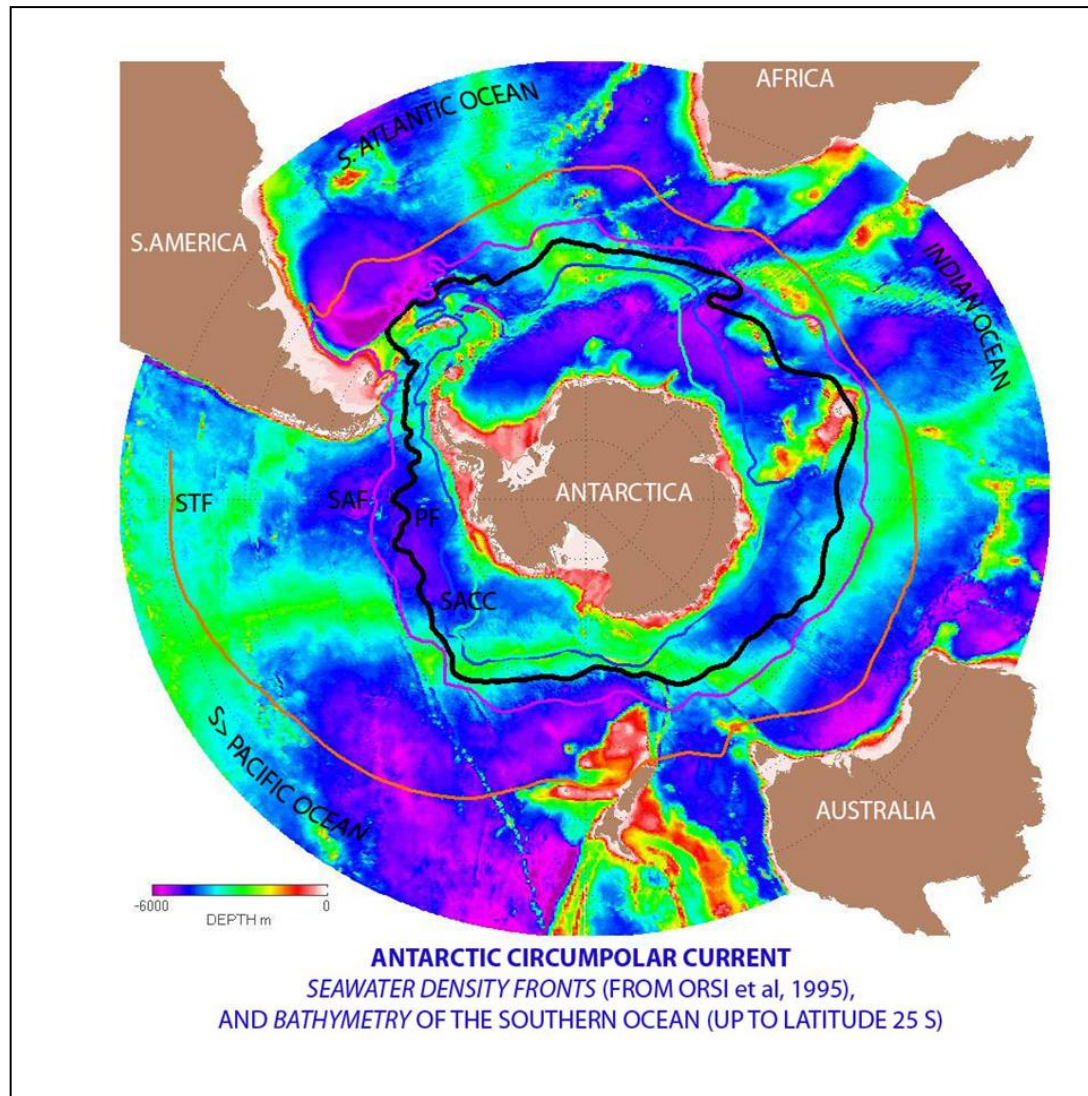 AFRICA
S. ATLANTIC OCEAN
S.AMERICA
INDIAN OCEAN
ANTARCTICA
STF
SAF
PF
SACC
S> PACIFIC OCEAN
AUSTRALIA
-6000 0
DEPTH m
ANTARCTIC CIRCUMPOLAR CURRENT
SEAWATER DENSITY FRONTS (FROM ORSI et al, 1995),
AND BATHYMETRY OF THE SOUTHERN OCEAN (UP TO LATITUDE 25 S)